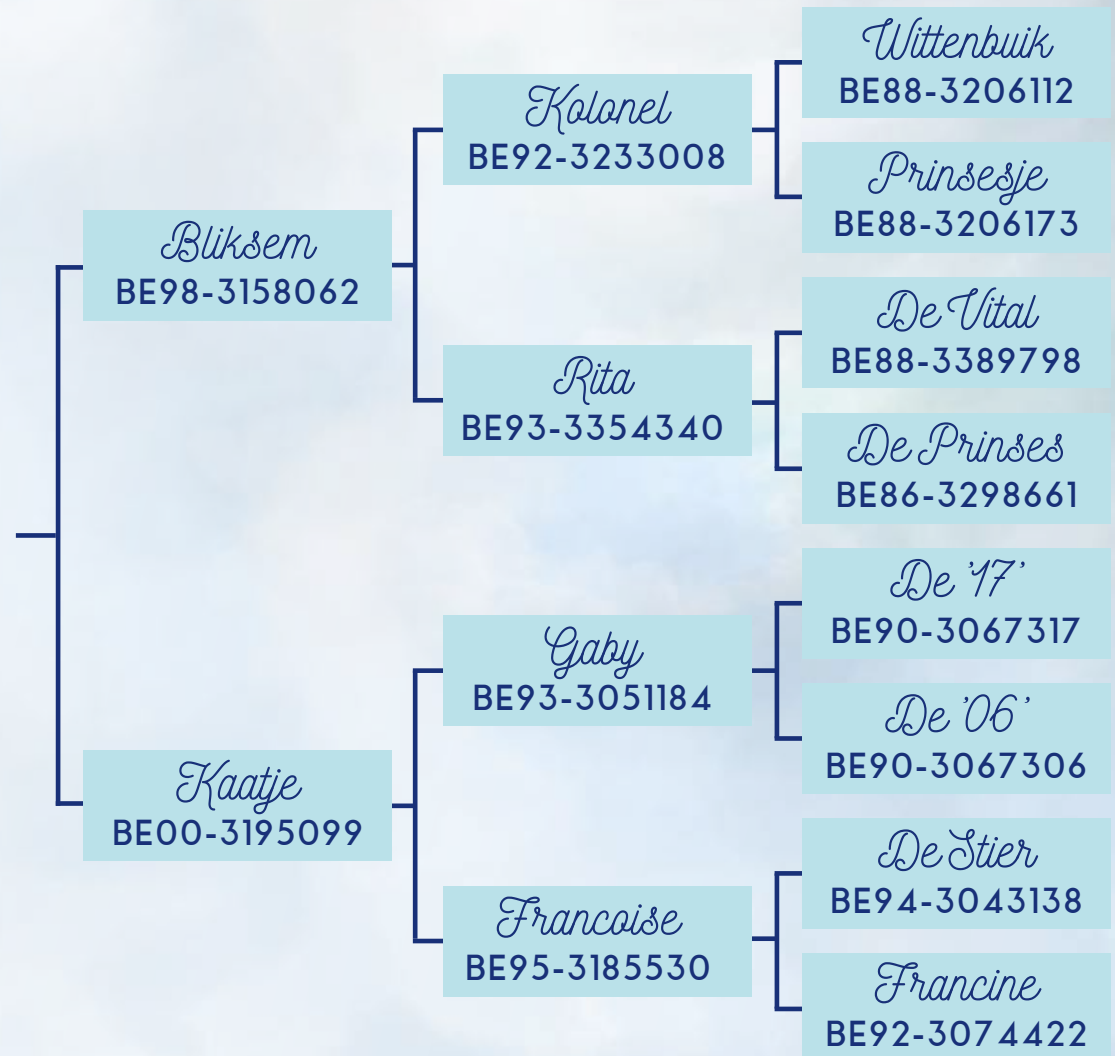 Wittenbuik
BE88-3206112
Kolonel
BE92-3233008
Prinsesje
BE88-3206173
Bliksem
BE98-3158062
De Vital
BE88-3389798
Rita
BE93-3354340
De Prinses
BE86-3298661
De '17'
BE90-3067317
Gaby
BE93-3051184
De '06'
BE90-3067306
Kaatje
BE00-3195099
De Stier
BE94-3043138
Francoise
BE95-3185530
Francine
BE92-3074422